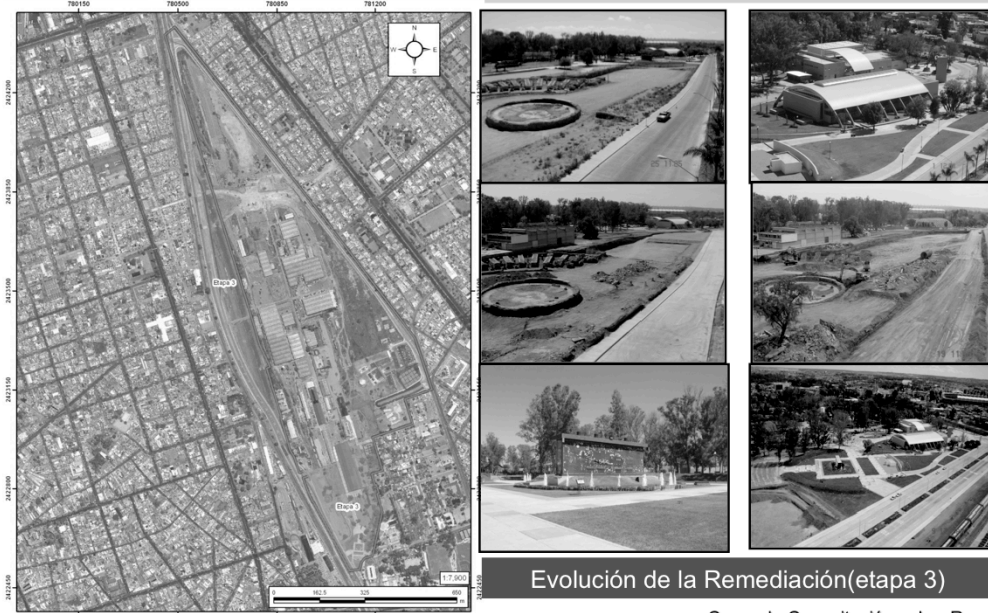 780150 780500 780850 781200
N
W E
S
2424200
2423850
2423500
2423150
2422800
2422450
Etapa 3
Etapa 3
1:7,900
0 162.5 325 650
m
Evolución de la Remediación(etapa 3)